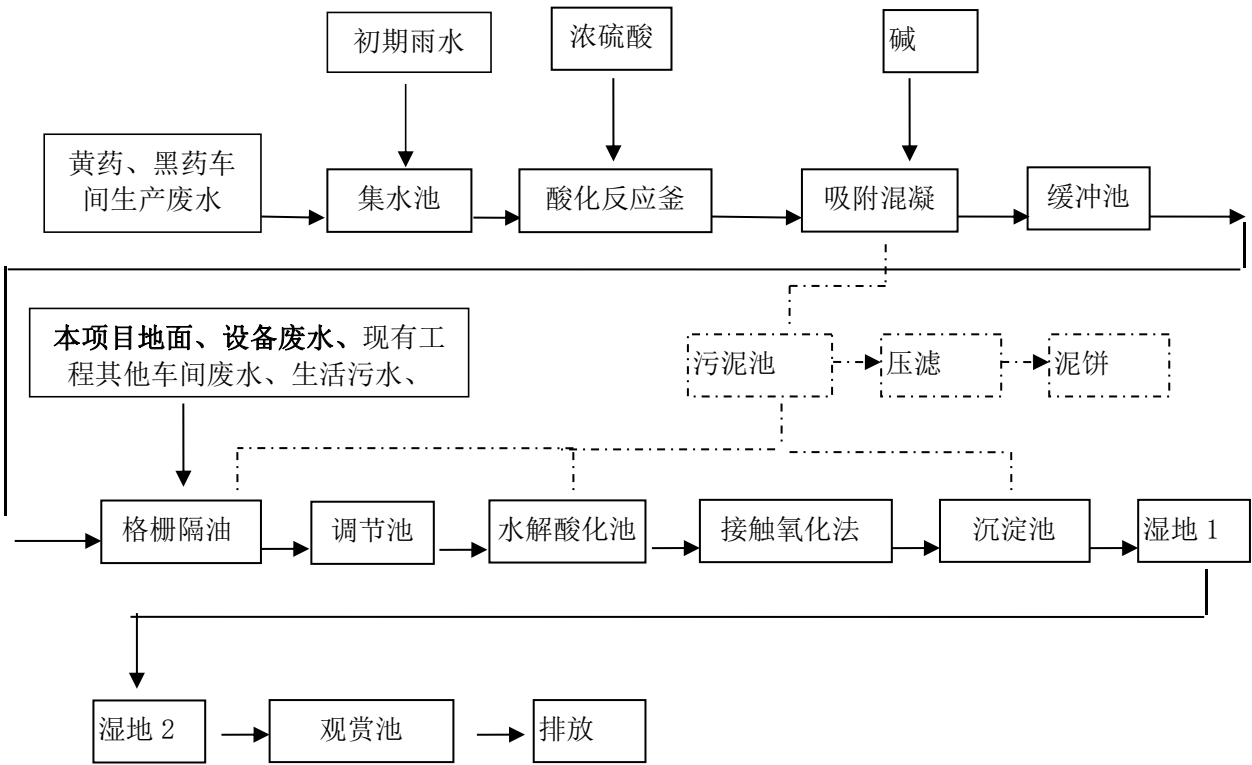 初期雨水
浓硫酸
碱
黄药、黑药车
间生产废水
集水池
酸化反应釜
吸附混凝
缓冲池
本项目地面、设备废水、现有工
程其他车间废水、生活污水、
污泥池
压滤
泥饼
格栅隔油
调节池
水解酸化池
接触氧化法
沉淀池
湿地 1
湿地 2
观赏池
排放